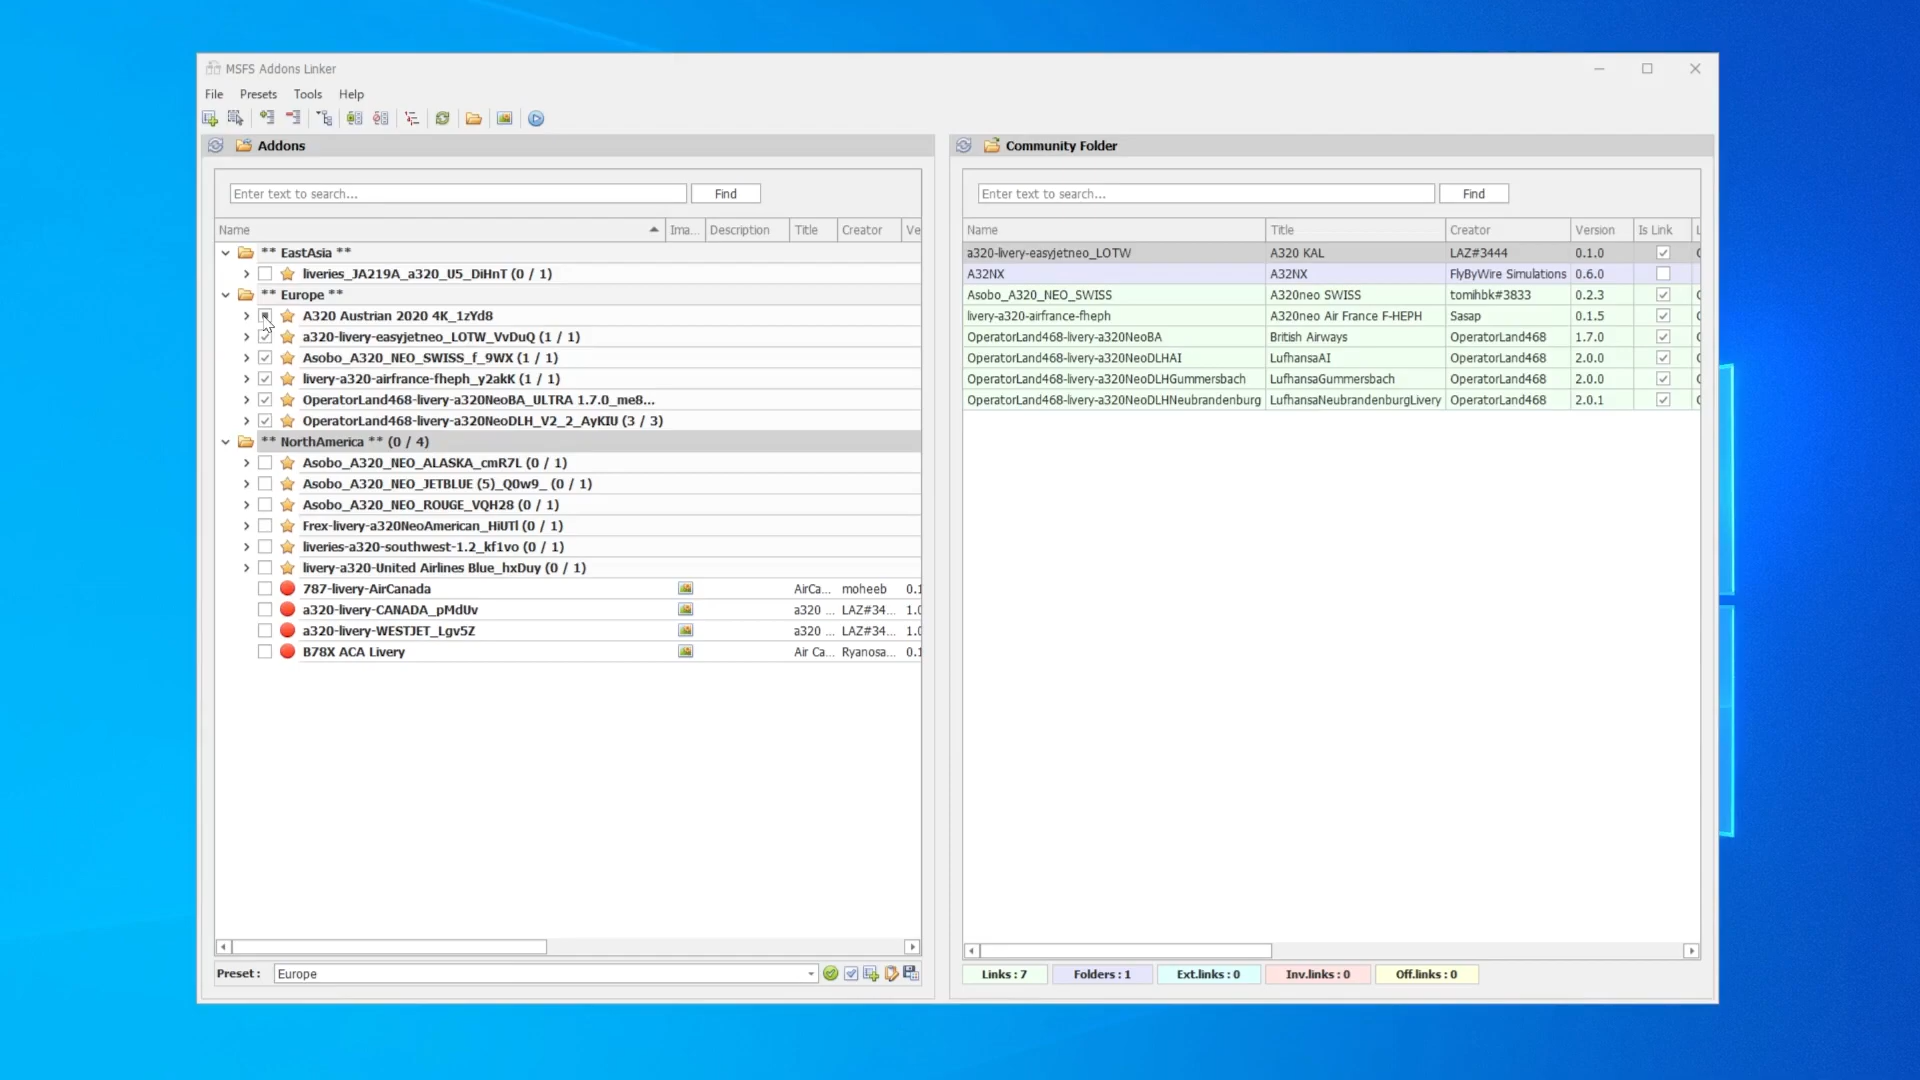 MSFS Addons Linker
File Presets Tools Help
Addons
Enter text to search... Find
Name Ima... Description Title Creator Ve
** EastAsia **
liveries_JA219A_a320_U5_DiHnT (0 / 1)
** Europe **
A320 Austrian 2020 4K_1zYd8
a320-livery-easyjetneo_LOTW_VvDuQ (1 / 1)
Asobo_A320_NEO_SWISS_f_9WX (1 / 1)
livery-a320-airfrance-fheph_y2akK (1 / 1)
OperatorLand468-livery-a320NeoBA_ULTRA 1.7.0_me8...
OperatorLand468-livery-a320NeoDLH_V2_2_AyKIU (3 / 3)
** NorthAmerica ** (0 / 4)
Asobo_A320_NEO_ALASKA_cmR7L (0 / 1)
Asobo_A320_NEO_JETBLUE (5)_Q0w9_ (0 / 1)
Asobo_A320_NEO_ROUGE_VQH28 (0 / 1)
Frex-livery-a320NeoAmerican_HiUTl (0 / 1)
liveries-a320-southwest-1.2_kf1vo (0 / 1)
livery-a320-United Airlines Blue_hxDuy (0 / 1)
787-livery-AirCanada AirCa... moheeb 0.1
a320-livery-CANADA_pMdUv a320 ... LAZ#34... 1.0
a320-livery-WESTJET_Lgv5Z a320 ... LAZ#34... 1.0
B78X ACA Livery Air Ca... Ryanosa... 0.1
Preset : Europe
Community Folder
Enter text to search... Find
Name Title Creator Version Is Link L
a320-livery-easyjetneo_LOTW A320 KAL LAZ#3444 0.1.0
A32NX A32NX FlyByWire Simulations 0.6.0
Asobo_A320_NEO_SWISS A320neo SWISS tomihbk#3833 0.2.3
livery-a320-airfrance-fheph A320neo Air France F-HEPH Sasap 0.1.5
OperatorLand468-livery-a320NeoBA British Airways OperatorLand468 1.7.0
OperatorLand468-livery-a320NeoDLHAI LufhansaAI OperatorLand468 2.0.0
OperatorLand468-livery-a320NeoDLHGummersbach LufthansaGummersbach OperatorLand468 2.0.0
OperatorLand468-livery-a320NeoDLHNeubrandenburg LufthansaNeubrandenburgLivery OperatorLand468 2.0.1
Links : 7 Folders : 1 Ext.links : 0 Inv.links : 0 Off.links : 0